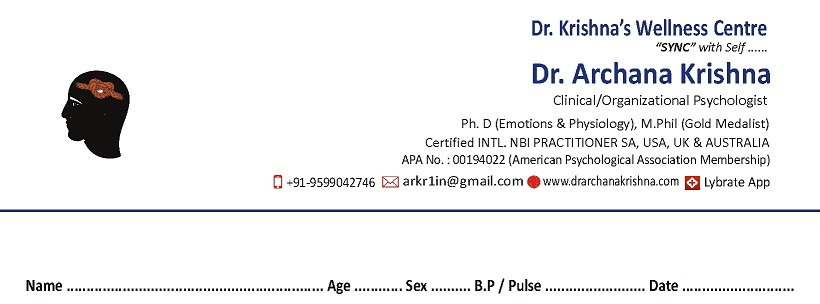 Dr. Krishna’s Wellness Centre
“SYNC” with Self ......
Dr. Archana Krishna
Clinical/Organizational Psychologist
Ph. D (Emotions & Physiology), M.Phil (Gold Medalist)
Certified INTL. NBI PRACTITIONER SA, USA, UK & AUSTRALIA
APA No. : 00194022 (American Psychological Association Membership)
+91-9599042746 arkr1in@gmail.com www.drarchanakrishna.com Lybrate App
Name ................................................................ Age ............ Sex .......... B.P / Pulse ......................... Date ............................